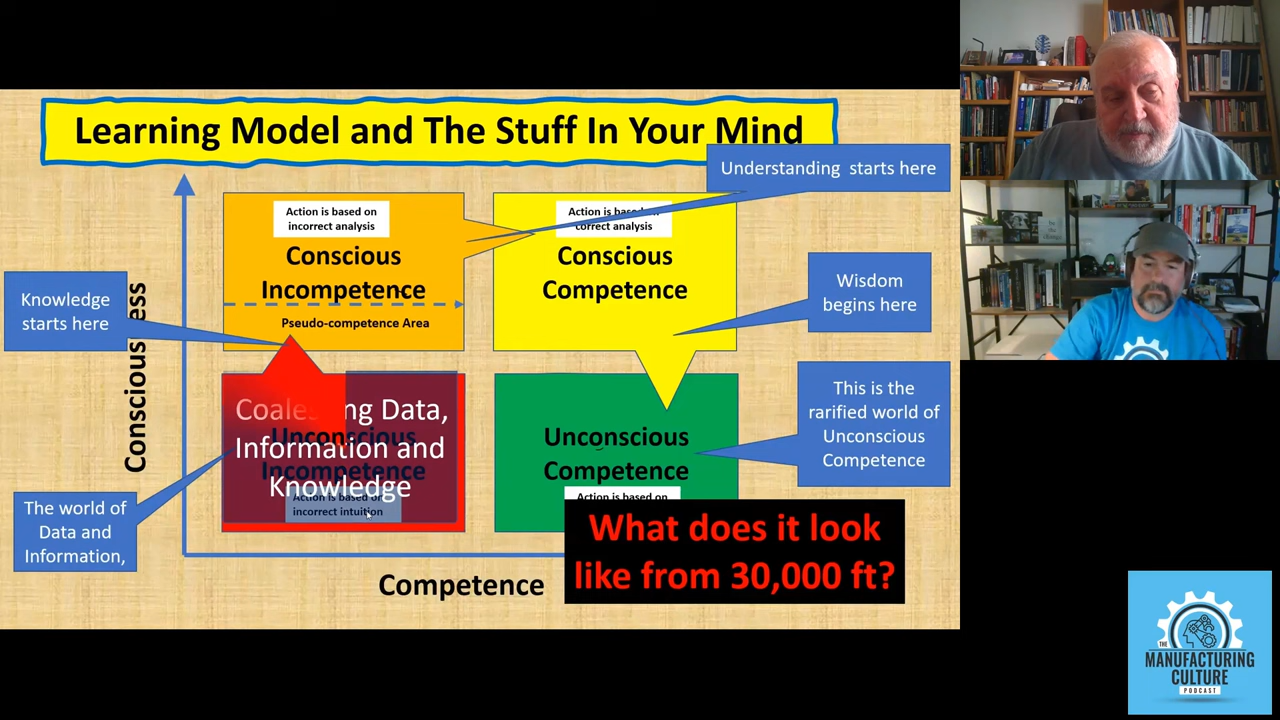 Learning Model and The Stuff In Your Mind
Understanding starts here
Action is based on
incorrect analysis
Conscious
Incompetence
Pseudo-competence Area
Action is based
correct analysis
Conscious
Competence
Knowledge
starts here
Wisdom
begins here
This is the
rarified world of
Unconscious
Competence
Coalescing Data,
Information and
Knowledge
Unconscious
Incompetence
Action is based on
incorrect intuition
Unconscious
Competence
Action is based on
The world of
Data and
Information,
What does it look
like from 30,000 ft?
Competence
Conscious ess
THE
MANUFACTURING
CULTURE
PODCAST